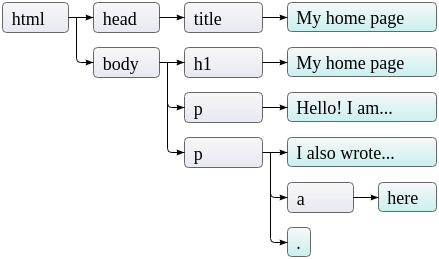 html head title My home page
body h1 My home page
p Hello! I am...
p I also wrote...
a here
.